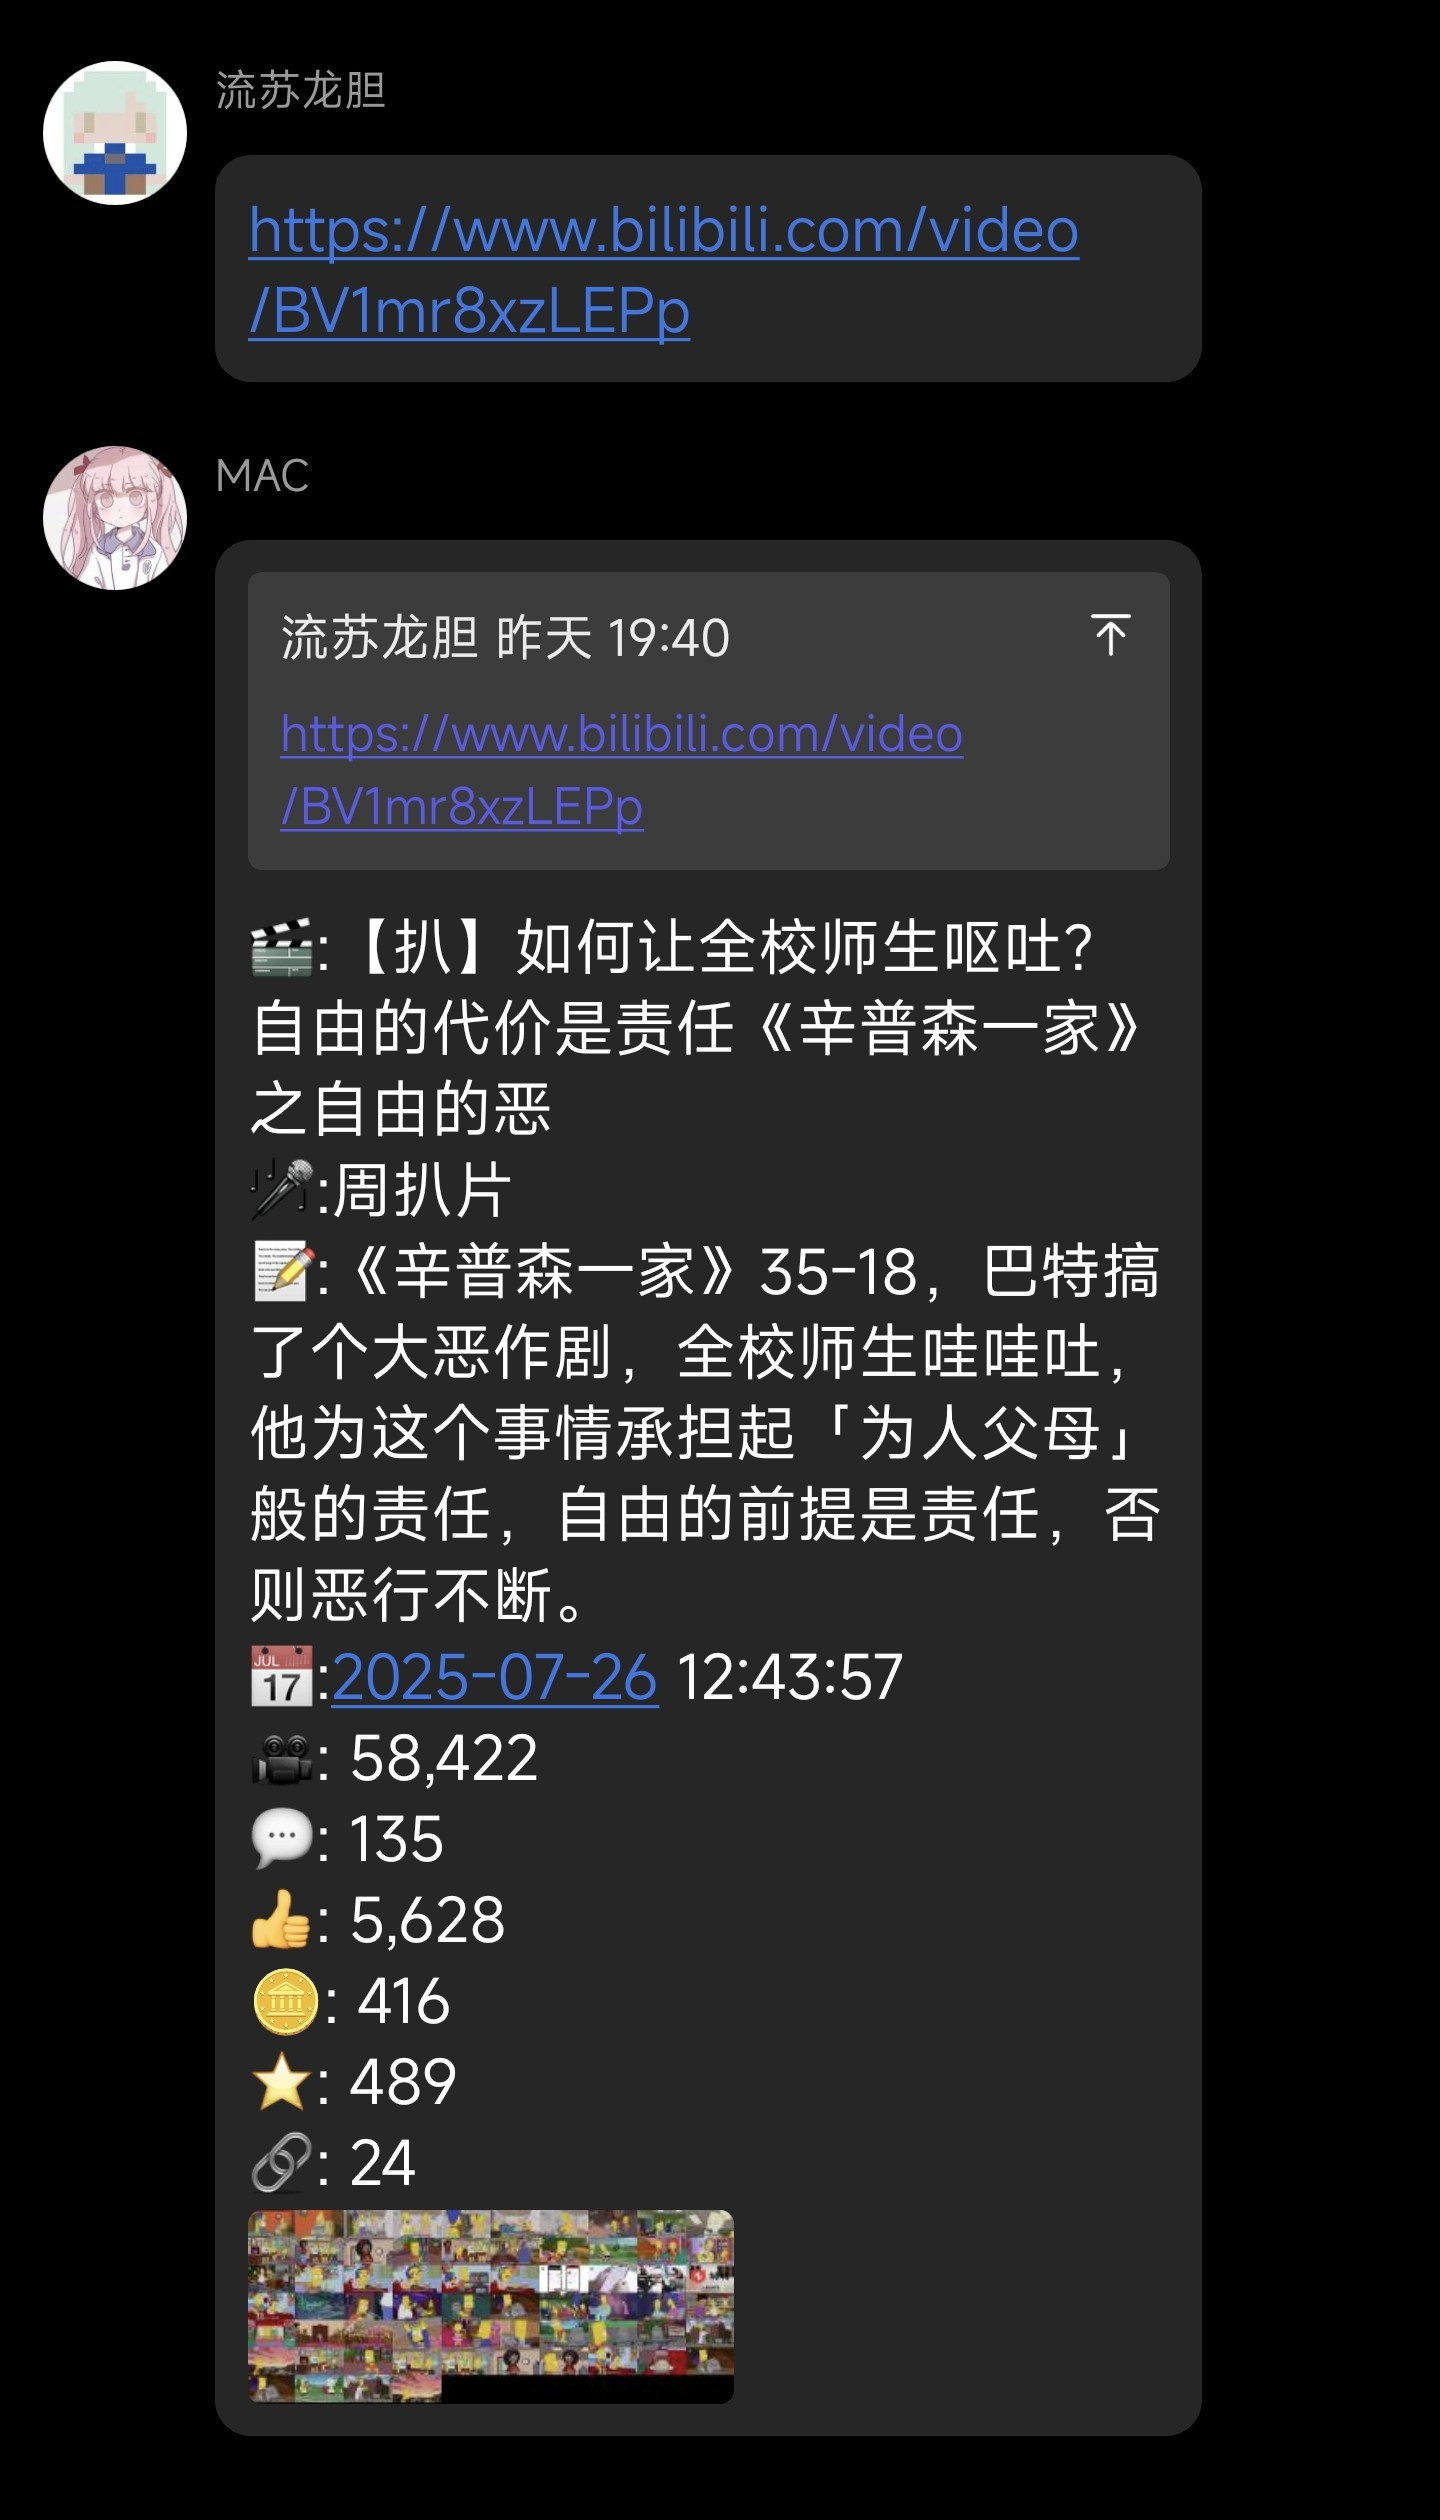 流苏龙胆
https://www.bilibili.com/video
/BV1mr8xzLEPp
MAC
流苏龙胆 昨天 19:40
https://www.bilibili.com/video
/BV1mr8xzLEPp
🎬:【扒】如何让全校师生呕吐?
自由的代价是责任《辛普森一家》
之自由的恶
🎤:周扒片
📝:《辛普森一家》35-18，巴特搞
了个大恶作剧，全校师生哇哇吐，
他为这个事情承担起「为人父母」
般的责任，自由的前提是责任，否
则恶行不断。
📅:2025-07-26 12:43:57
🎥: 58,422
💬: 135
👍: 5,628
🪙: 416
⭐: 489
🔗: 24